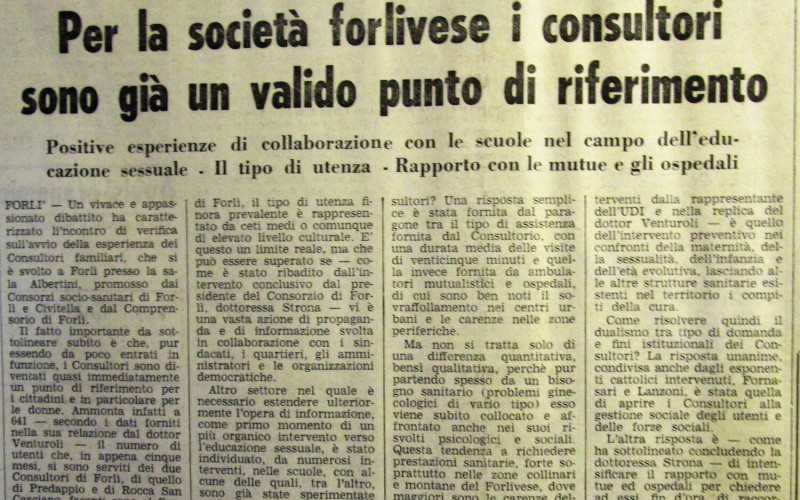 Per la società forlivese i consultori
sono già un valido punto di riferimento
Positive esperienze di collaborazione con le scuole nel campo dell'edu-
cazione sessuale - Il tipo di utenza - Rapporto con le mutue e gli ospedali
FORLI' — Un vivace e appas-
sionato dibattito ha caratte-
rizzato l'incontro di verifica
sull'avvio della esperienza dei
Consultori familiari, che si
è svolto a Forlì presso la sa-
la Albertini, promosso dai
Consorzi socio-sanitari di For-
lì e Civitella e dal Compren-
sorio di Forlì.
Il fatto importante da sot-
tolineare subito è che, pur
essendo da poco entrati in
funzione, i Consultori sono di-
ventati quasi immediatamente
un punto di riferimento per
i cittadini e in particolare per
le donne. Ammonta infatti a
641 — secondo i dati forniti
nella sua relazione dal dottor
Venturoli — il numero di
utenti che, in appena cinque
mesi, si sono serviti dei due
Consultori di Forlì, di quello
di Predappio e di Rocca San
di Forlì, il tipo di utenza fi-
nora prevalente è rappresen-
tato da ceti medi o comunque
di elevato livello culturale. E'
questo un limite reale, ma che
può essere superato se — co-
me è stato ribadito dall'in-
tervento conclusivo del pre-
sidente del Consorzio di For-
lì, dottoressa Strona — vi è
una vasta azione di propagan-
da e di informazione svolta
in collaborazione con i sin-
dacati, i quartieri, gli ammi-
nistratori e le organizzazioni
democratiche.
Altro settore nel quale è
necessario estendere ulterior-
mente l'opera di informazione,
come primo momento di un
più organico intervento verso
l'educazione sessuale, è stato
individuato, da numerosi in-
terventi, nelle scuole, con al-
cune delle quali, tra l'altro,
sono già state sperimentate
sultori? Una risposta sempli-
ce è stata fornita dal para-
gone tra il tipo di assistenza
fornita dal Consultorio, con
una durata media delle visite
di venticinque minuti e quel-
la invece fornita da ambula-
tori mutualistici e ospedali,
di cui sono ben noti il so-
vraffollamento nei centri ur-
bani e le carenze nelle zone
periferiche.
Ma non si tratta solo di
una differenza quantitativa,
bensì qualitativa, perchè pur
partendo spesso da un biso-
gno sanitario (problemi gine-
cologici di vario tipo) esso
viene subito collocato e af-
frontato anche nei suoi ri-
svolti psicologici e sociali.
Questa tendenza a richiedere
prestazioni sanitarie, forte so-
prattutto nelle zone collinari
e montane del Forlivese, dove
maggiori sono le carenze del-
terventi dalla rappresentante
dell'UDI e nella replica del
dottor Venturoli — è quello
dell'intervento preventivo nei
confronti della maternità, del-
la sessualità, dell'infanzia e
dell'età evolutiva, lasciando al-
le altre strutture sanitarie esi-
stenti nel territorio i compi-
ti della cura.
Come risolvere quindi il
dualismo tra tipo di domanda
e fini istituzionali dei Con-
sultori? La risposta unanime,
condivisa anche dagli esponen-
ti cattolici intervenuti, Forna-
sari e Lanzoni, è stata quella
di aprire i Consultori alla
gestione sociale degli utenti e
delle forze sociali.
L'altra risposta è — come
ha sottolineato concludendo la
dottoressa Strona — di in-
tensificare il rapporto con mu-
tue ed ospedali per chiedere